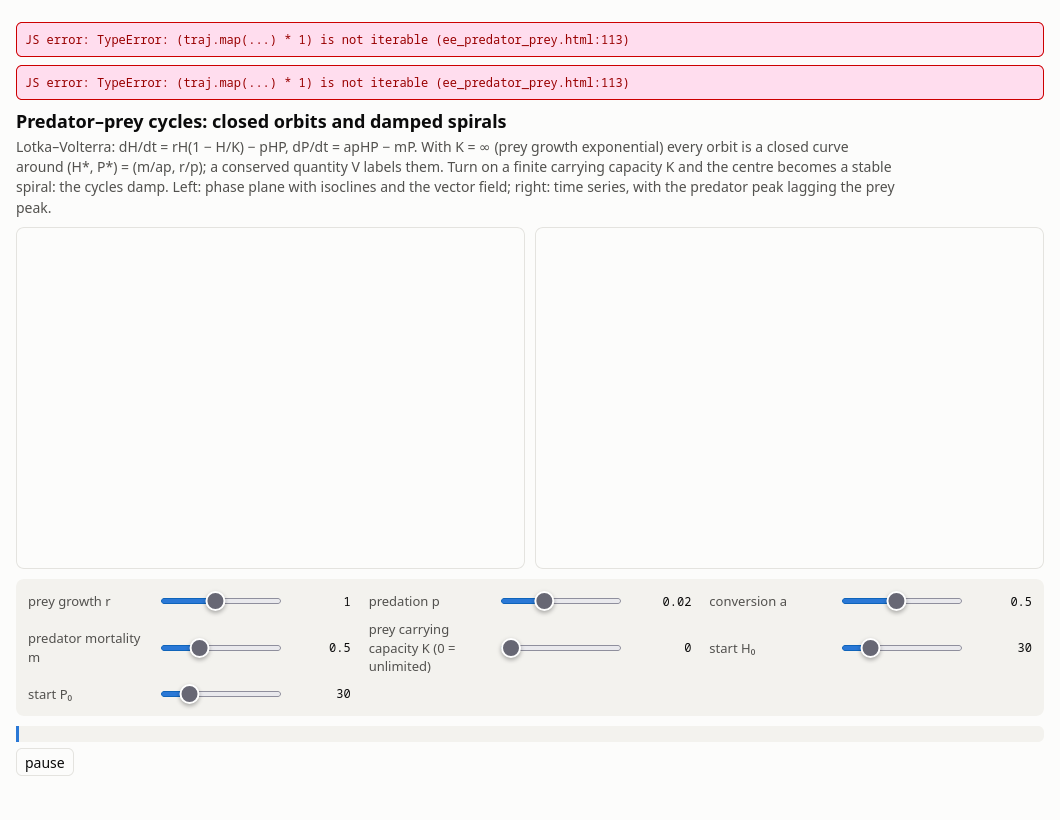 JS error: TypeError: (traj.map(...) * 1) is not iterable (ee_predator_prey.html:113)
JS error: TypeError: (traj.map(...) * 1) is not iterable (ee_predator_prey.html:113)
Predator–prey cycles: closed orbits and damped spirals
Lotka–Volterra: dH/dt = rH(1 − H/K) − pHP, dP/dt = apHP − mP. With K = ∞ (prey growth exponential) every orbit is a closed curve
around (H*, P*) = (m/ap, r/p); a conserved quantity V labels them. Turn on a finite carrying capacity K and the centre becomes a stable
spiral: the cycles damp. Left: phase plane with isoclines and the vector field; right: time series, with the predator peak lagging the prey
peak.
prey growth r 1
predation p 0.02
conversion a 0.5
predator mortality
m 0.5
prey carrying
capacity K (0 =
unlimited) 0
start H₀ 30
start P₀ 30
pause